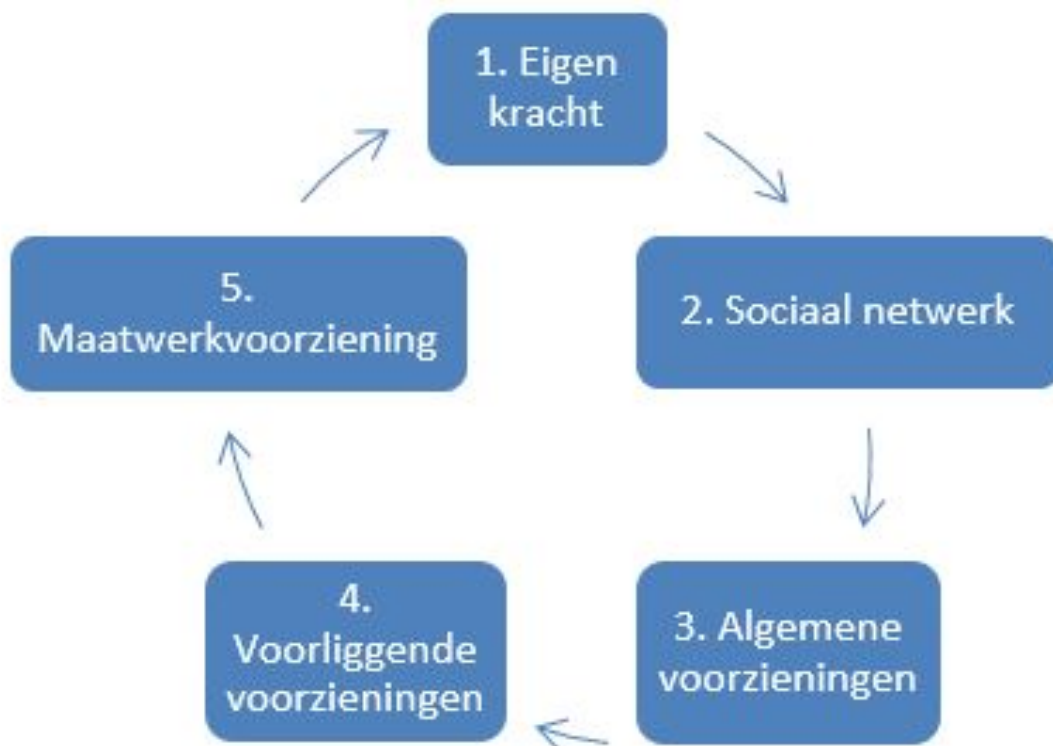 1. Eigen
kracht
2. Sociaal netwerk
3. Algemene
voorzieningen
4.
Voorliggende
voorzieningen
5.
Maatwerkvoorziening